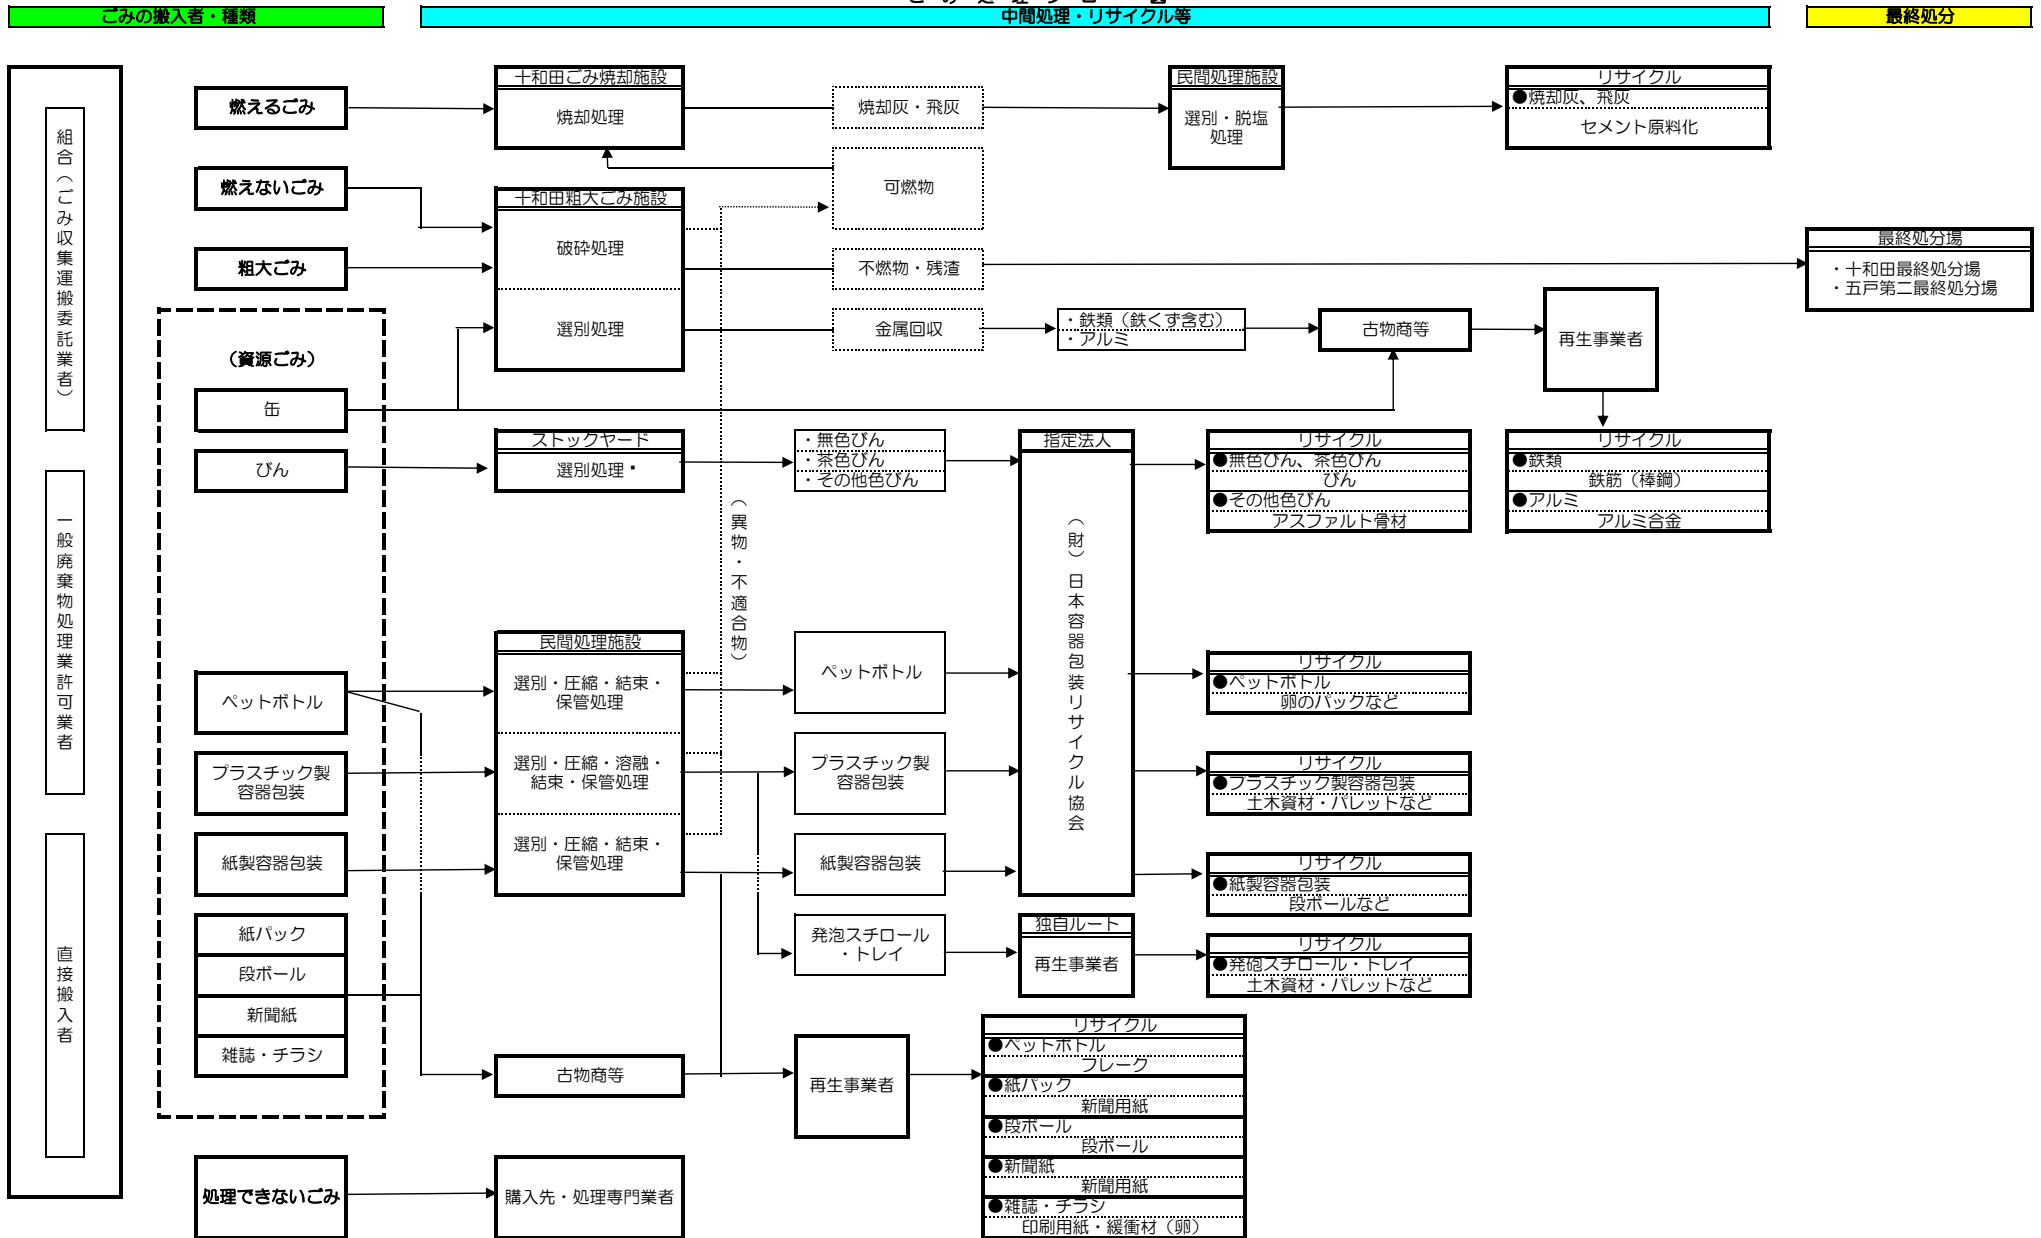 ごみの搬入者・種類
中間処理・リサイクル等
最終処分
組合（ごみ収集運搬委託業者）
一般廃棄物処理業許可業者
直接搬入者
燃えるごみ
燃えないごみ
粗大ごみ
（資源ごみ）
缶
びん
ペットボトル
プラスチック製
容器包装
紙製容器包装
紙パック
段ボール
新聞紙
雑誌・チラシ
処理できないごみ
十和田ごみ焼却施設
焼却処理
十和田粗大ごみ施設
破砕処理
選別処理
ストックヤード
選別処理
民間処理施設
選別・圧縮・結束・
保管処理
選別・圧縮・溶融・
結束・保管処理
選別・圧縮・結束・
保管処理
古物商等
購入先・処理専門業者
（異物・不適合物）
焼却灰・飛灰
可燃物
不燃物・残渣
金属回収
・無色びん
・茶色びん
・その他色びん
ペットボトル
プラスチック製
容器包装
紙製容器包装
発泡スチロール
・トレイ
再生事業者
・鉄類（鉄くず含む）
・アルミ
指定法人
（財）日本容器包装リサイクル協会
独自ルート
再生事業者
民間処理施設
選別・脱塩
処理
古物商等
再生事業者
リサイクル
●焼却灰、飛灰
セメント原料化
最終処分場
・十和田最終処分場
・五戸第二最終処分場
リサイクル
●無色びん、茶色びん
びん
●その他色びん
アスファルト骨材
リサイクル
●鉄類
鉄筋（棒鋼）
●アルミ
アルミ合金
リサイクル
●ペットボトル
卵のパックなど
リサイクル
●プラスチック製容器包装
土木資材・パレットなど
リサイクル
●紙製容器包装
段ボールなど
リサイクル
●発砲スチロール・トレイ
土木資材・パレットなど
リサイクル
●ペットボトル
フレーク
●紙パック
新聞用紙
●段ボール
段ボール
●新聞紙
新聞用紙
●雑誌・チラシ
印刷用紙・緩衝材（卵）